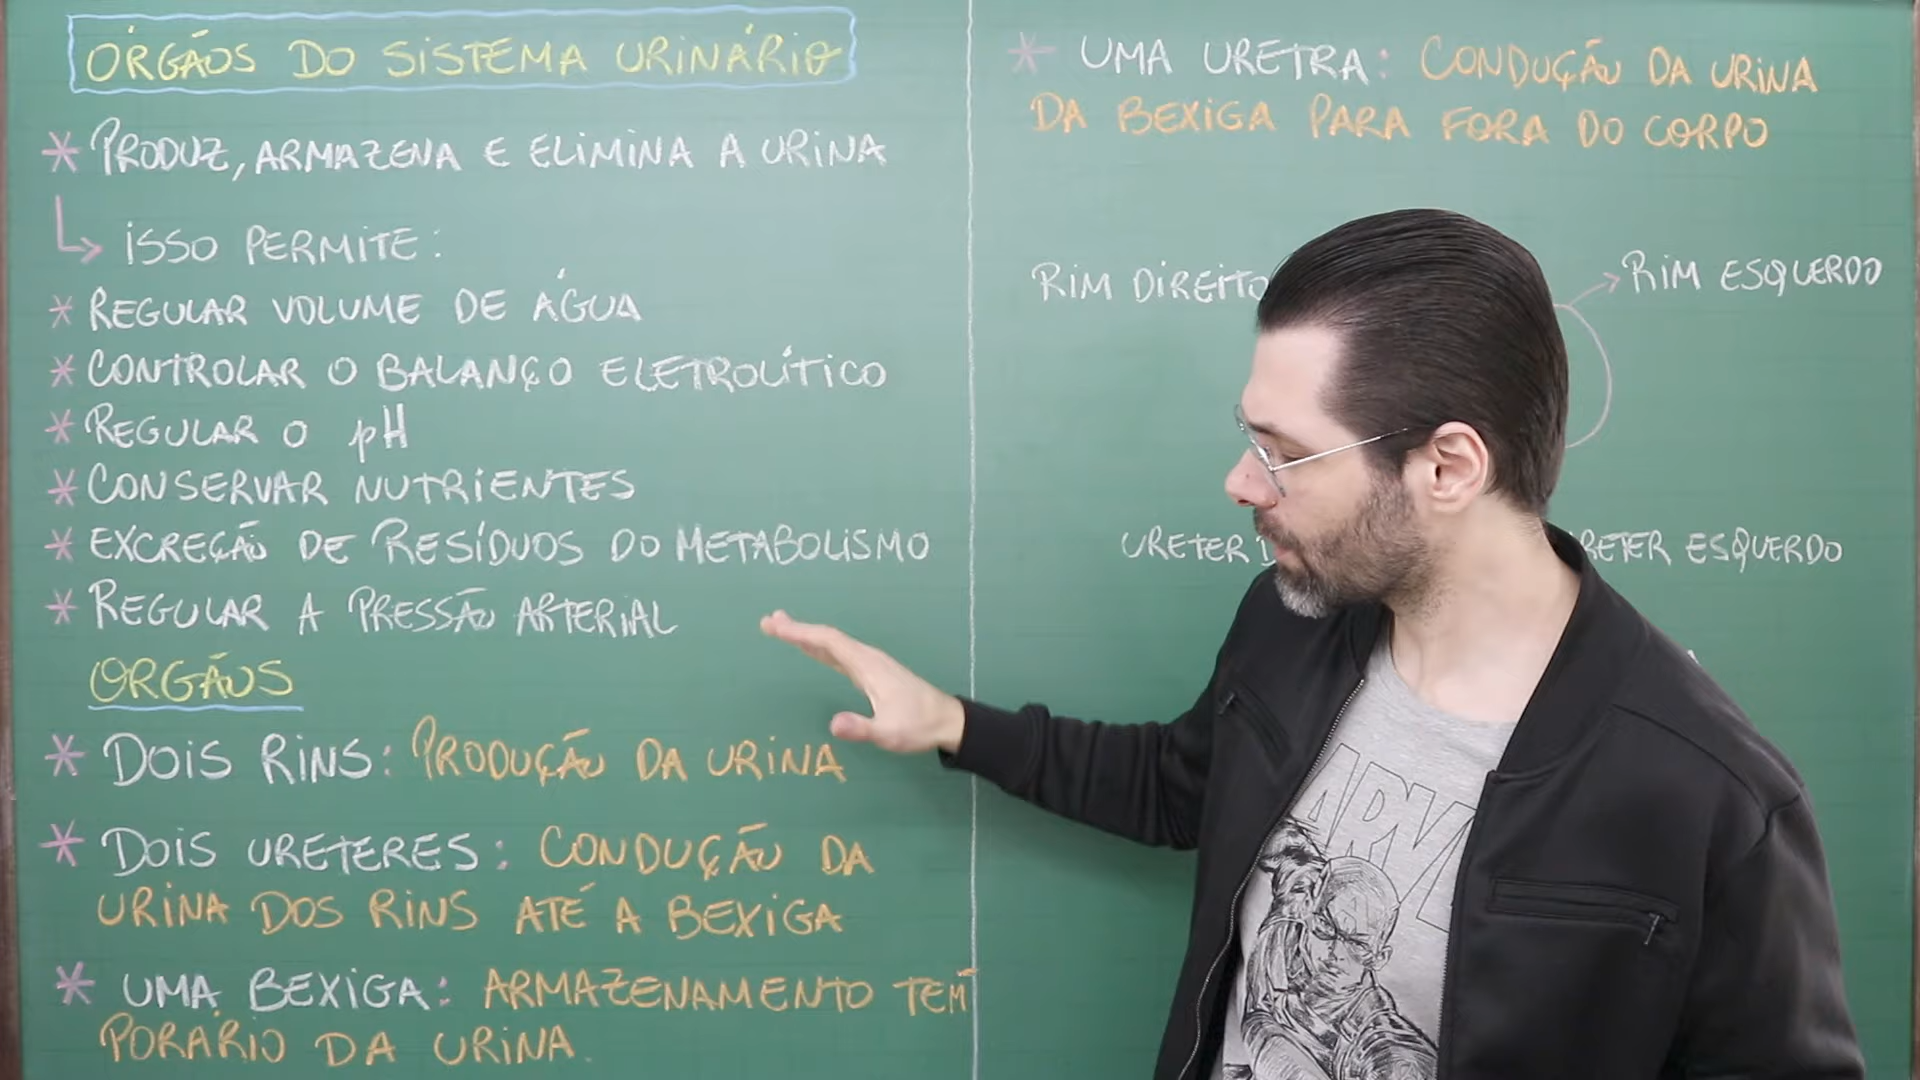 ÓRGÃOS DO SISTEMA URINÁRIO
* PRODUZ, ARMAZENA E ELIMINA A URINA
ISSO PERMITE:
* REGULAR VOLUME DE ÁGUA
* CONTROLAR O BALANÇO ELETROLÍTICO
* REGULAR O pH
* CONSERVAR NUTRIENTES
* EXCREÇÃO DE RESÍDUOS DO METABOLISMO
* REGULAR A PRESSÃO ARTERIAL
ORGÃOS
* DOIS RINS: PRODUÇÃO DA URINA
* DOIS URETERES: CONDUÇÃO DA
URINA DOS RINS ATÉ A BEXIGA
* UMA BEXIGA: ARMAZENAMENTO TEM
PORÁRIO DA URINA.
* UMA URETRA: CONDUÇÃO DA URINA
DA BEXIGA PARA FORA DO CORPO
RIM DIREITO
RIM ESQUERDO
URETER
ESQUERDO